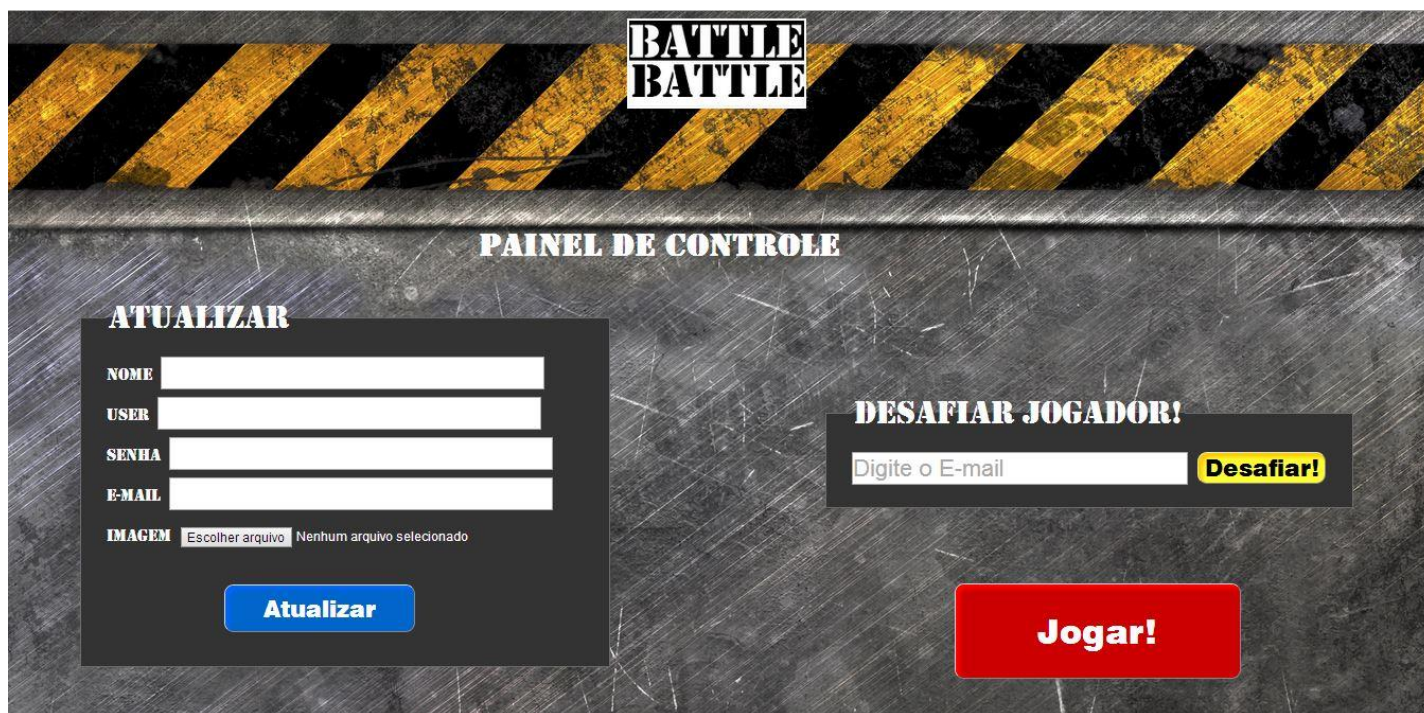 BATTLE
BATTLE
PAINEL DE CONTROLE
ATUALIZAR
NOME
USER
SENHA
E-MAIL
IMAGEM Escolher arquivo Nenhum arquivo selecionado
Atualizar
DESAFIAR JOGADOR!
Digite o E-mail Desafiar!
Jogar!